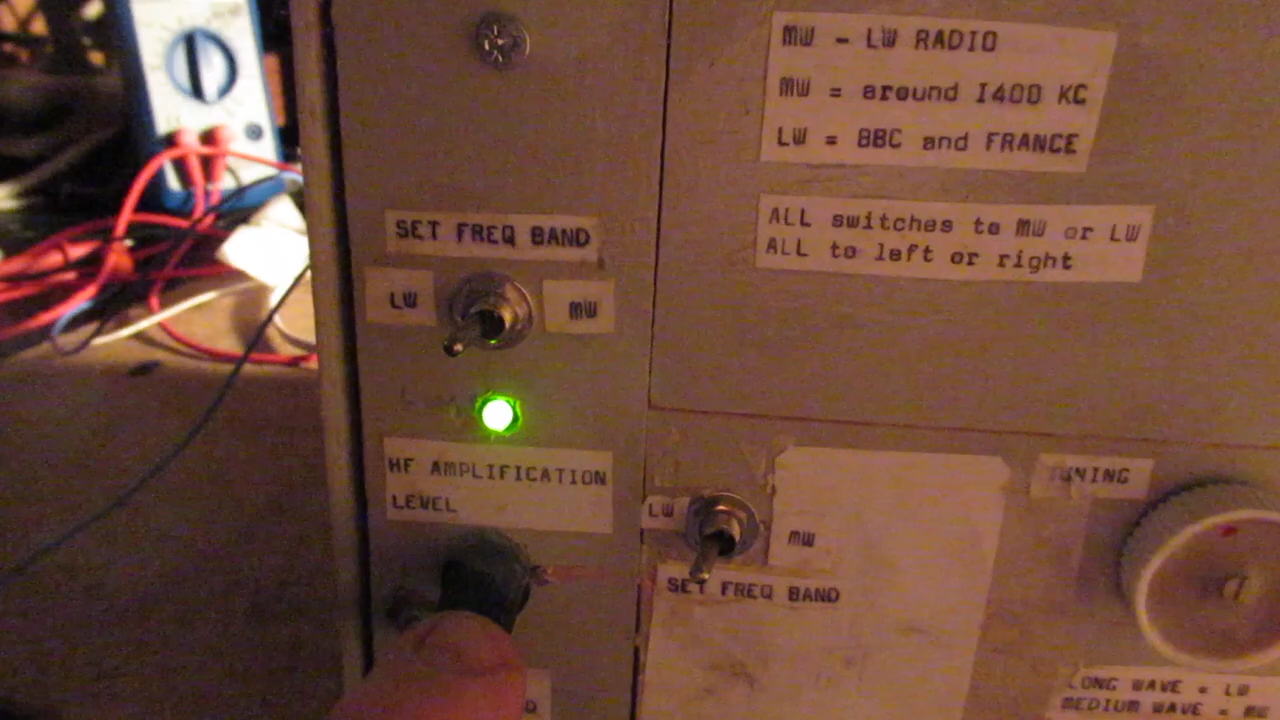 MW - LW RADIO
MW = around I400 KC
LW = BBC and FRANCE
ALL switches to MW or LW
ALL to left or right
SET FREQ BAND
LW
MW
HF AMPLIFICATION
LEVEL
LW
MW
SET FREQ BAND
TUNING
LONG WAVE = LW
MEDIUM WAVE = MW